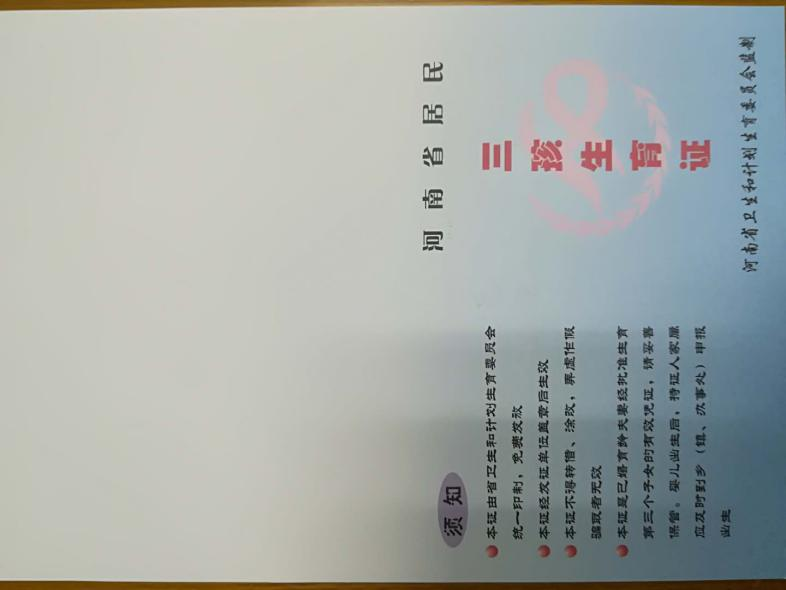 河南省居民
三孩生育证
河南省卫生和计划生育委员会监制
须知
本证由省卫生和计划生育委员会
统一印制，免费发放
本证经发证单位盖章后生效
本证不得转借、涂改，弄虚作假
骗取者无效
本证是已婚育龄夫妻经批准生育
第三个子女的有效凭证，请妥善
保管。婴儿出生后，持证人家属
应及时到乡（镇、办事处）申报
出生